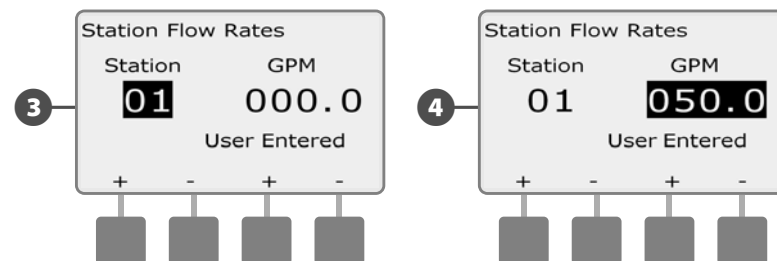 Station Flow Rates
Station GPM
3
01 000.0
User Entered
+ - + -
Station Flow Rates
Station GPM
4
01 050.0
User Entered
+ - + -